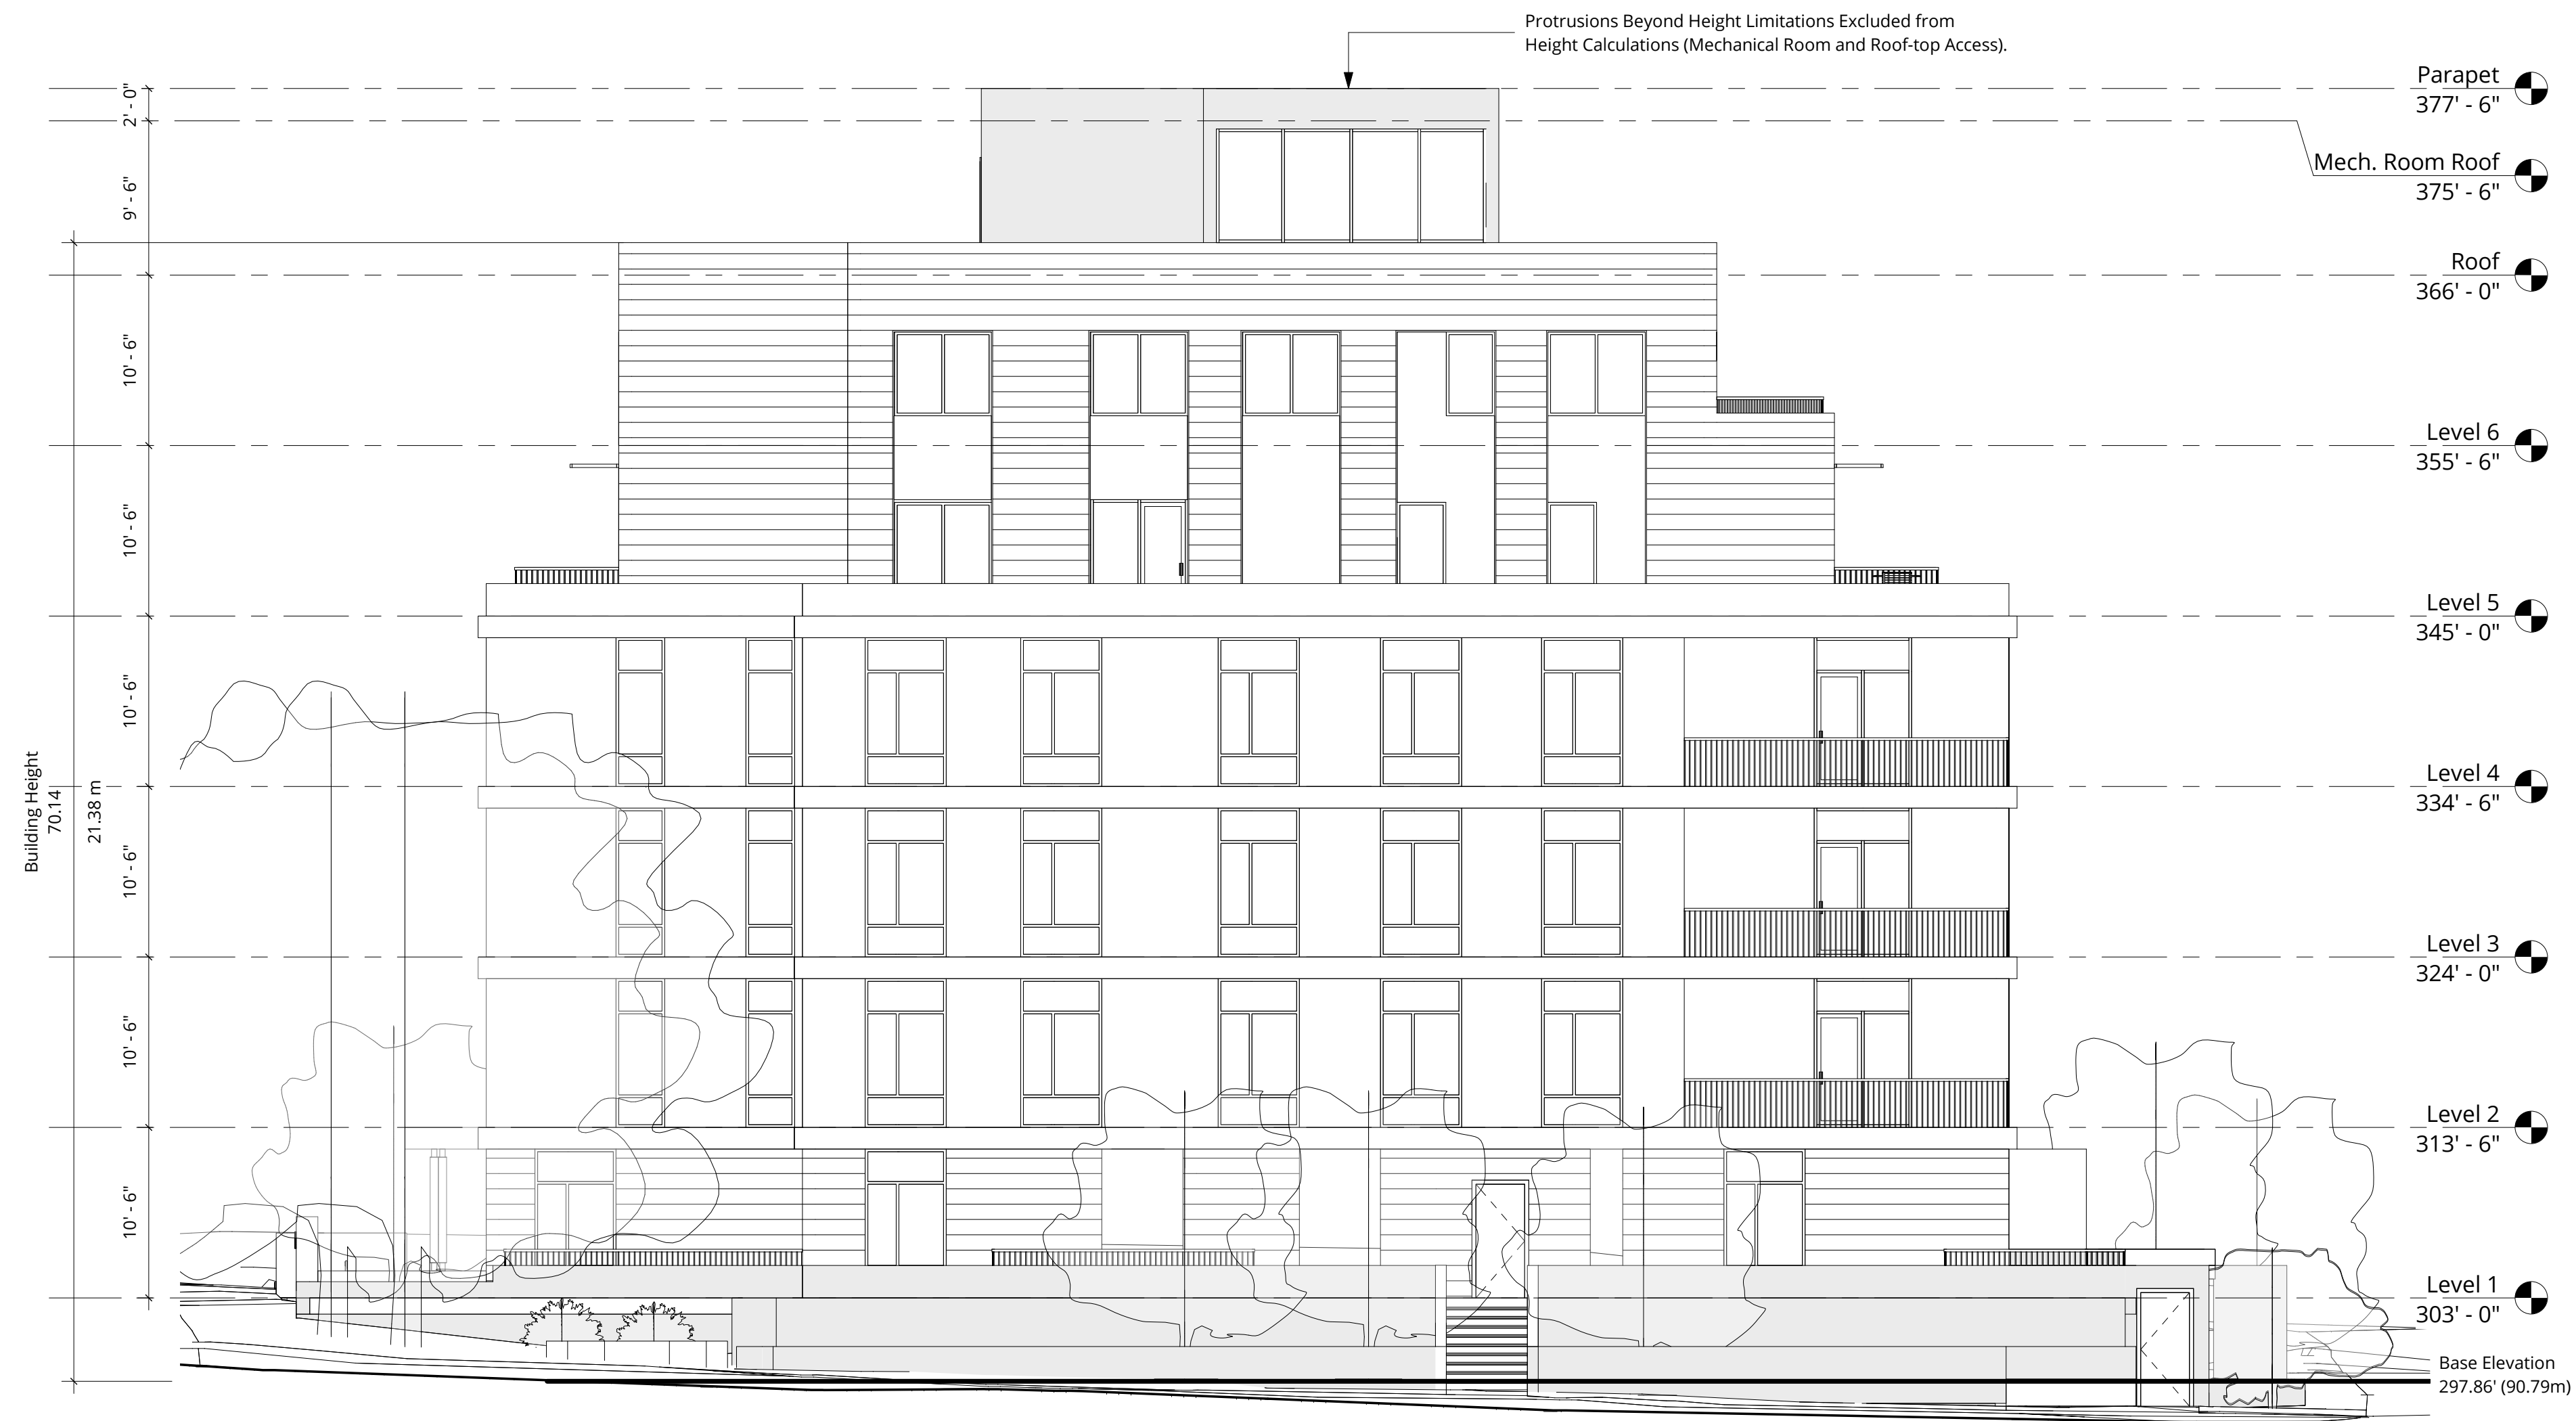 Protrusions Beyond Height Limitations Excluded from
Height Calculations (Mechanical Room and Roof-top Access).
Parapet
377' - 6"
Mech. Room Roof
375' - 6"
Roof
366' - 0"
Level 6
355' - 6"
Level 5
345' - 0"
Level 4
334' - 6"
Level 3
324' - 0"
Level 2
313' - 6"
Level 1
303' - 0"
Base Elevation
297.86' (90.79m)
2' - 0"
9' - 6"
10' - 6"
10' - 6"
10' - 6"
10' - 6"
10' - 6"
10' - 6"
Building Height
70.14
21.38 m